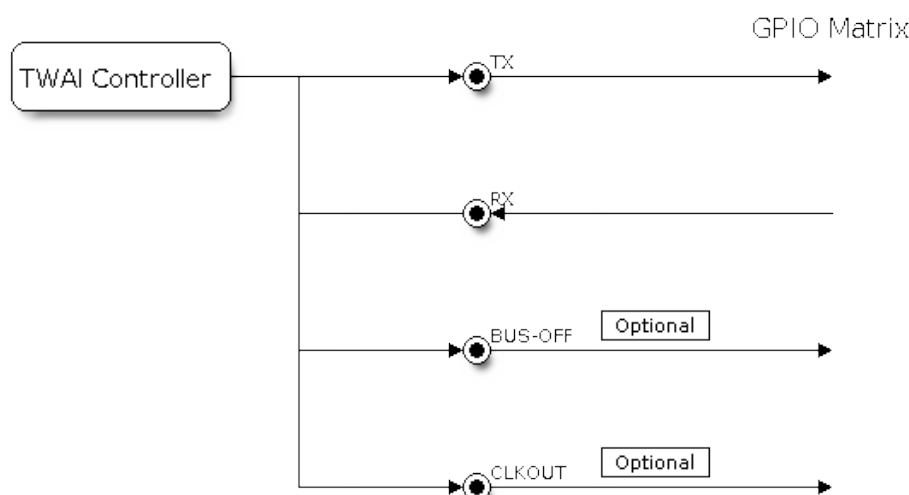 GPIO Matrix
TWAI Controller
TX
RX
BUS-OFF
Optional
CLKOUT
Optional